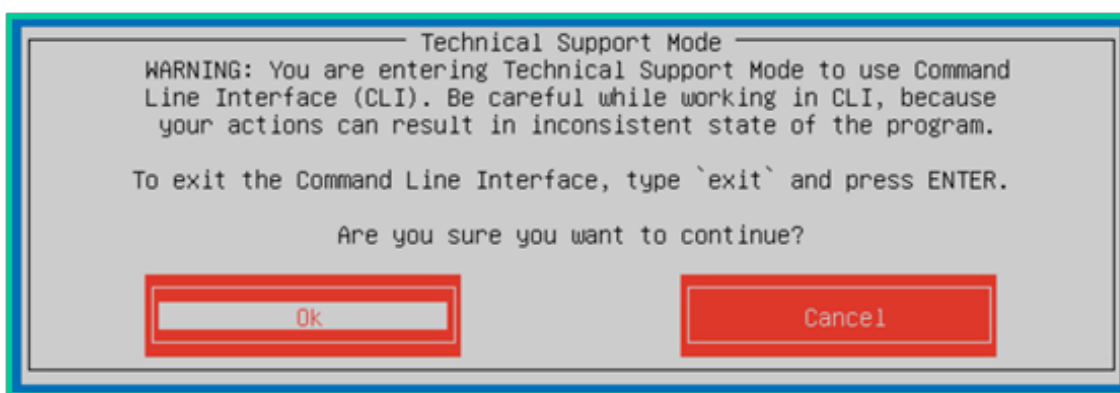 Technical Support Mode
WARNING: You are entering Technical Support Mode to use Command
Line Interface (CLI). Be careful while working in CLI, because
your actions can result in inconsistent state of the program.
To exit the Command Line Interface, type `exit` and press ENTER.
Are you sure you want to continue?
Ok
Cancel